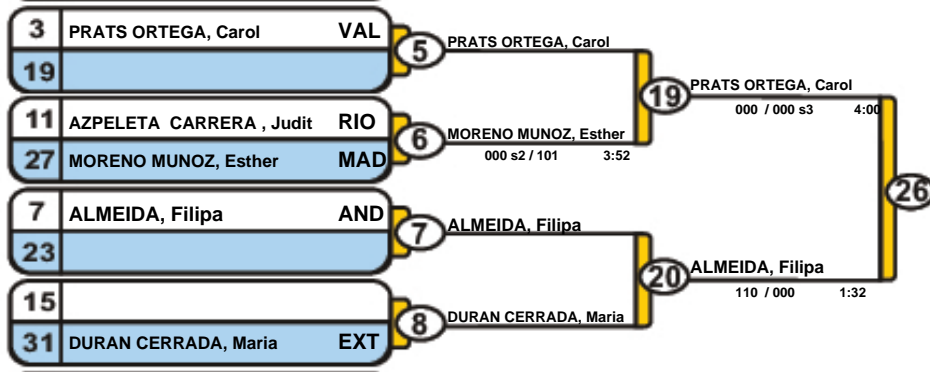 3 PRATS ORTEGA, Carol VAL
19
5
PRATS ORTEGA, Carol
11 AZPELETA CARRERA , Judit RIO
27 MORENO MUNOZ, Esther MAD
6
MORENO MUNOZ, Esther
000 s2 / 101 3:52
19
PRATS ORTEGA, Carol
000 / 000 s3 4:00
7 ALMEIDA, Filipa AND
23
7
ALMEIDA, Filipa
15
31 DURAN CERRADA, Maria EXT
8
DURAN CERRADA, Maria
20
ALMEIDA, Filipa
110 / 000 1:32
26